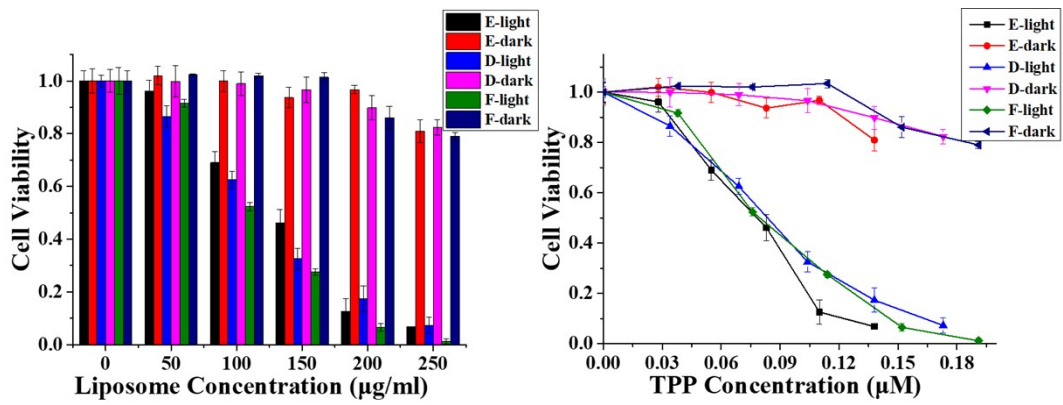 E-light
E-dark
D-light
D-dark
F-light
F-dark
Cell Viability
1.0
0.8
0.6
0.4
0.2
0.0
0 50 100 150 200 250
Liposome Concentration (µg/ml)
E-light
E-dark
D-light
D-dark
F-light
F-dark
Cell Viability
1.2
1.0
0.8
0.6
0.4
0.2
0.0
0.00 0.03 0.06 0.09 0.12 0.15 0.18
TPP Concentration (µM)